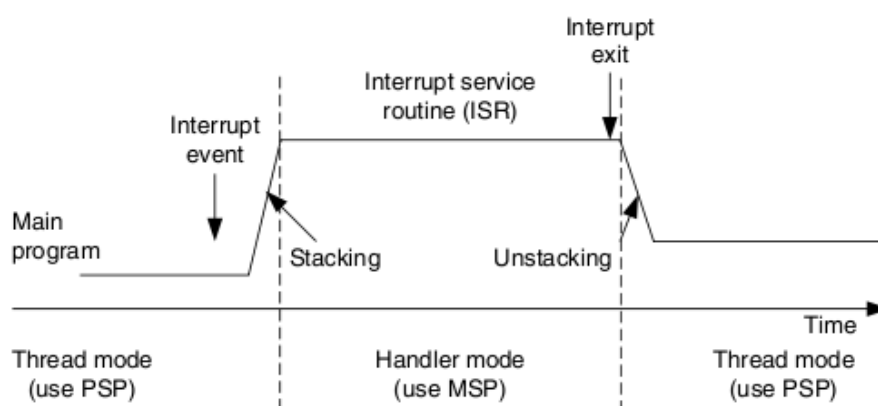 Interrupt
exit
Interrupt service
routine (ISR)
Interrupt
event
Main
program
Stacking
Unstacking
Time
Thread mode
(use PSP)
Handler mode
(use MSP)
Thread mode
(use PSP)